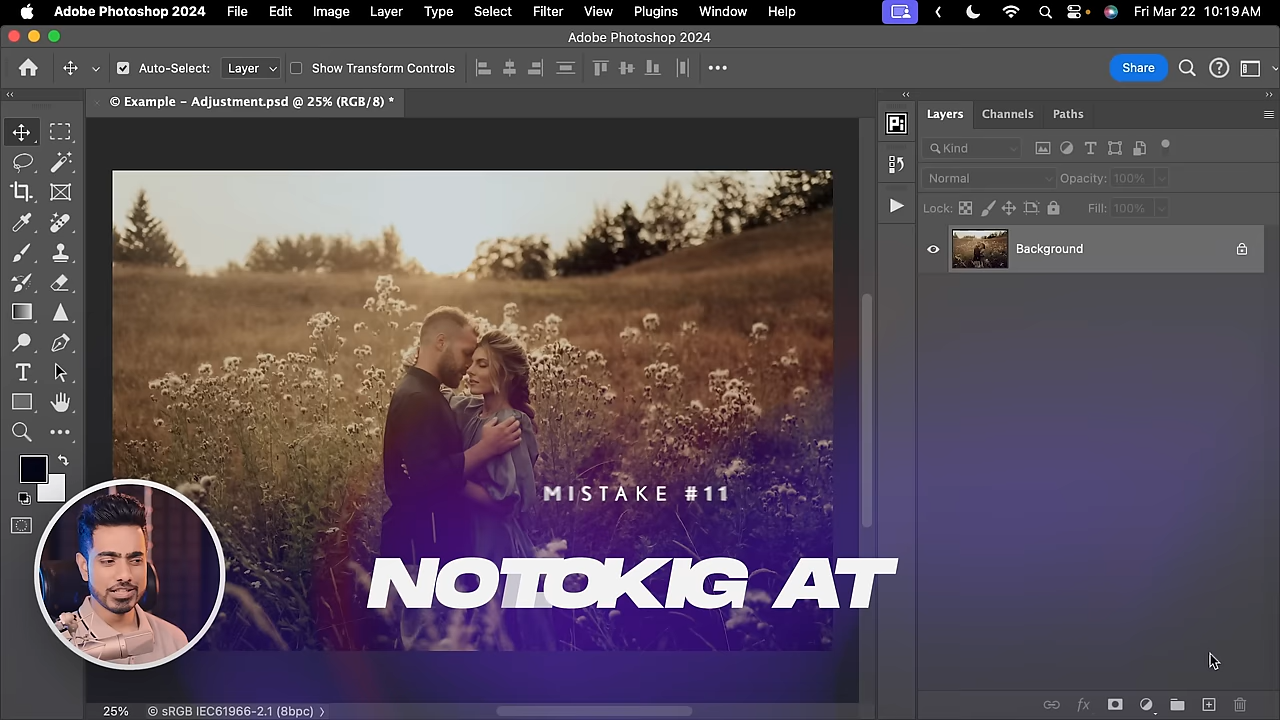 Adobe Photoshop 2024 File Edit Image Layer Type Select Filter View Plugins Window Help Fri Mar 22 10:19 AM
Adobe Photoshop 2024
Auto-Select: Layer Show Transform Controls Share
© Example - Adjustment.psd @ 25% (RGB/8) *
Layers Channels Paths
Kind
Normal Opacity: 100%
Lock: Fill: 100%
Background
MISTAKE #11
AT
25% © sRGB IEC61966-2.1 (8bpc)